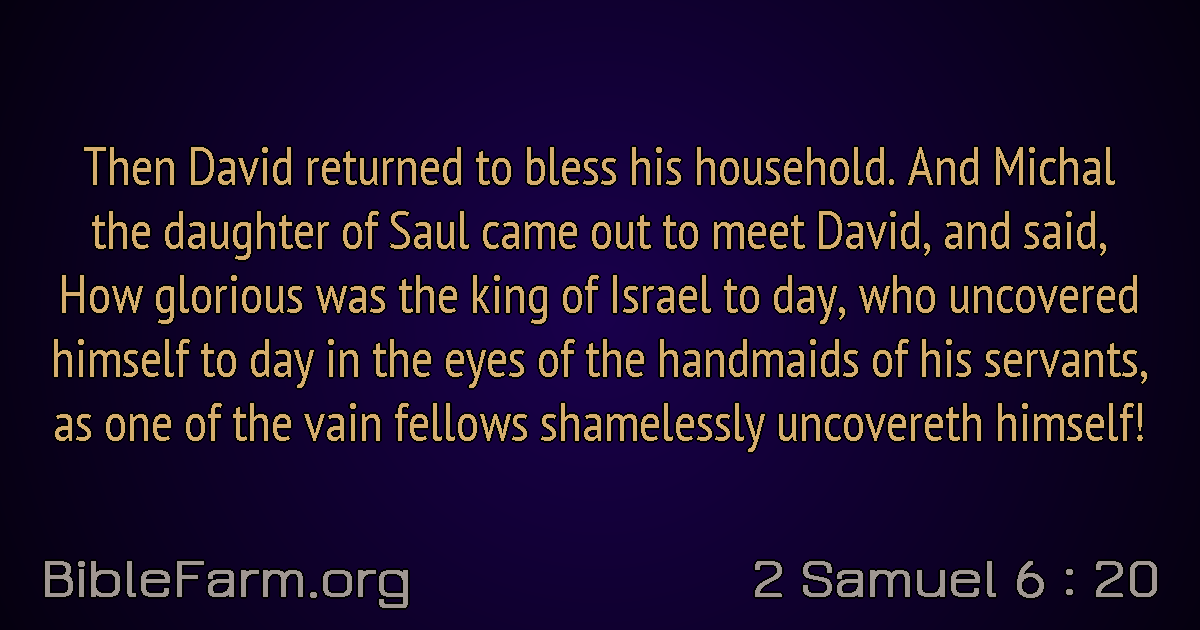 Then David returned to bless his household. And Michal
the daughter of Saul came out to meet David, and said,
How glorious was the king of Israel to day, who uncovered
himself to day in the eyes of the handmaids of his servants,
as one of the vain fellows shamelessly uncovereth himself!
BibleFarm.org
2 Samuel 6 : 20